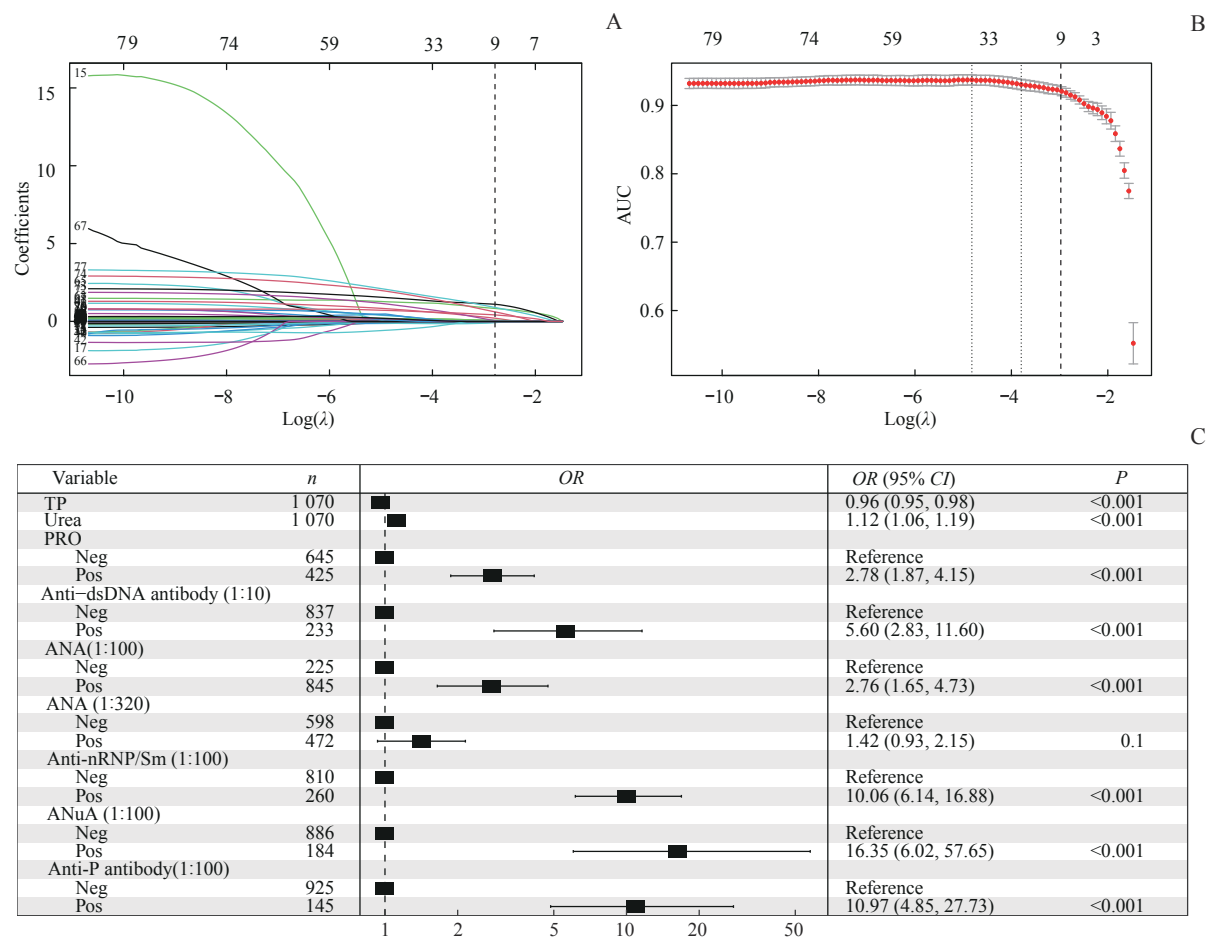 A
79 74 59 33 9 7
15
67
77
74
17
66
Coefficients
15
10
5
0
−10 −8 −6 −4 −2
Log(λ)
B
79 74 59 33 9 3
AUC
0.9
0.8
0.7
0.6
−10 −8 −6 −4 −2
Log(λ)
C
Variable n OR OR (95% CI) P
TP 1 070 0.96 (0.95, 0.98) <0.001
Urea 1 070 1.12 (1.06, 1.19) <0.001
PRO
Neg 645 Reference
Pos 425 2.78 (1.87, 4.15) <0.001
Anti−dsDNA antibody (1∶10)
Neg 837 Reference
Pos 233 5.60 (2.83, 11.60) <0.001
ANA(1∶100)
Neg 225 Reference
Pos 845 2.76 (1.65, 4.73) <0.001
ANA (1∶320)
Neg 598 Reference
Pos 472 1.42 (0.93, 2.15) 0.1
Anti-nRNP/Sm (1∶100)
Neg 810 Reference
Pos 260 10.06 (6.14, 16.88) <0.001
ANuA (1∶100)
Neg 886 Reference
Pos 184 16.35 (6.02, 57.65) <0.001
Anti-P antibody(1∶100)
Neg 925 Reference
Pos 145 10.97 (4.85, 27.73) <0.001
1 2 5 10 20 50